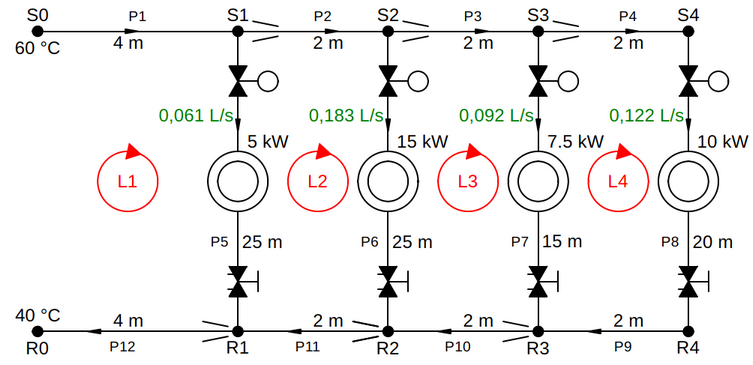 S0 P1 S1 P2 S2 P3 S3 P4 S4
60 °C 4 m 2 m 2 m 2 m
0,061 L/s 0,183 L/s 0,092 L/s 0,122 L/s
5 kW 15 kW 7.5 kW 10 kW
L1 L2 L3 L4
P5 25 m P6 25 m P7 15 m P8 20 m
40 °C 4 m 2 m 2 m 2 m
R0 P12 R1 P11 R2 P10 R3 P9 R4